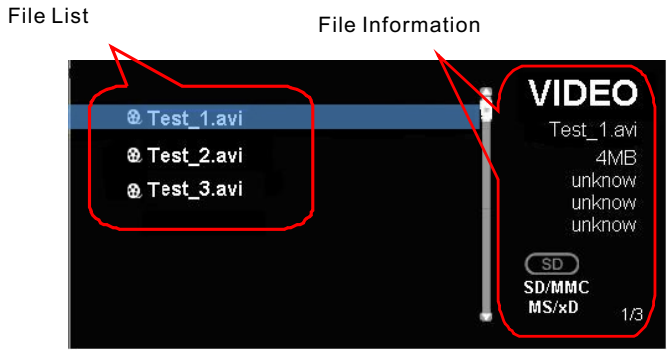 File List
File Information
Test_1.avi
Test_2.avi
Test_3.avi
VIDEO
Test_1.avi
4MB
unknow
unknow
unknow
SD
SD/MMC
MS/xD
1/3